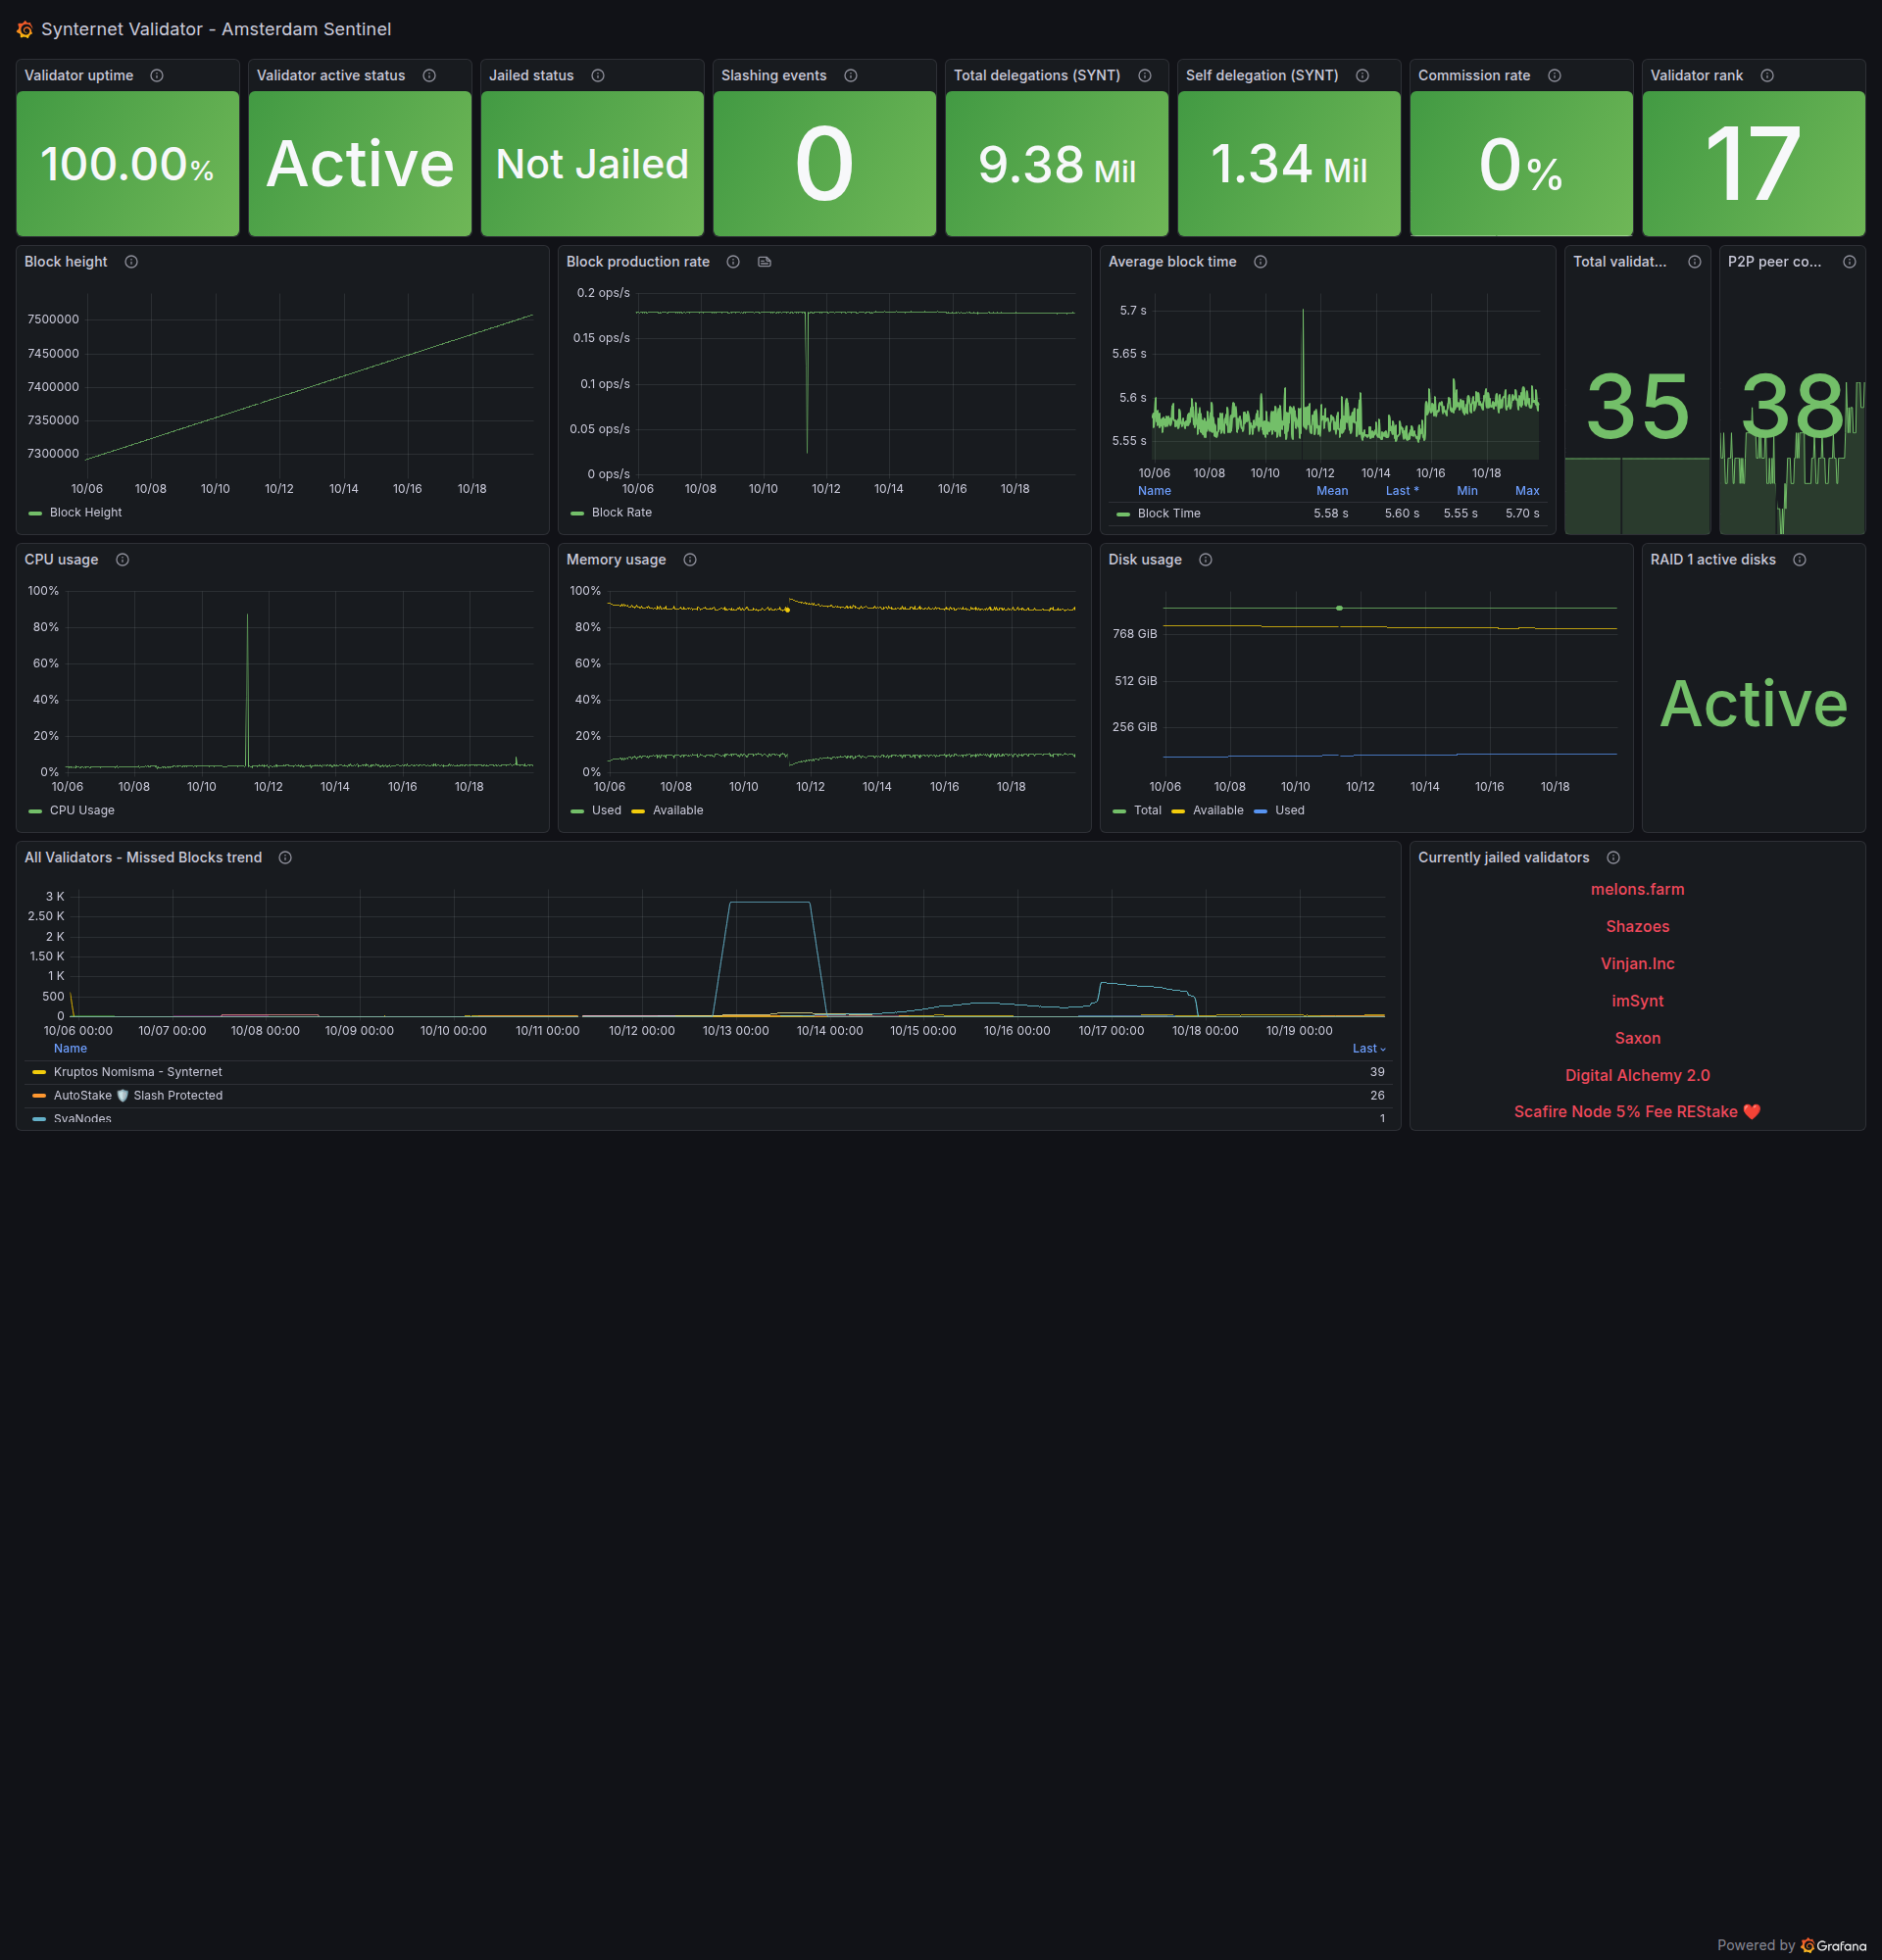 Synternet Validator - Amsterdam Sentinel
Validator uptime
100.00%
Validator active status
Active
Jailed status
Not Jailed
Slashing events
0
Total delegations (SYNT)
9.38 Mil
Self delegation (SYNT)
1.34 Mil
Commission rate
0%
Validator rank
17
Block height
7500000
7450000
7400000
7350000
7300000
10/06 10/08 10/10 10/12 10/14 10/16 10/18
Block Height
Block production rate
0.2 ops/s
0.15 ops/s
0.1 ops/s
0.05 ops/s
0 ops/s
10/06 10/08 10/10 10/12 10/14 10/16 10/18
Block Rate
Average block time
5.7 s
5.65 s
5.6 s
5.55 s
10/06 10/08 10/10 10/12 10/14 10/16 10/18
Name Mean Last * Min Max
Block Time 5.58 s 5.60 s 5.55 s 5.70 s
Total validat...
35
P2P peer co...
38
CPU usage
100%
80%
60%
40%
20%
0%
10/06 10/08 10/10 10/12 10/14 10/16 10/18
CPU Usage
Memory usage
100%
80%
60%
40%
20%
0%
10/06 10/08 10/10 10/12 10/14 10/16 10/18
Used Available
Disk usage
768 GiB
512 GiB
256 GiB
10/06 10/08 10/10 10/12 10/14 10/16 10/18
Total Available Used
RAID 1 active disks
Active
All Validators - Missed Blocks trend
3 K
2.50 K
2 K
1.50 K
1 K
500
0
10/06 00:00 10/07 00:00 10/08 00:00 10/09 00:00 10/10 00:00 10/11 00:00 10/12 00:00 10/13 00:00 10/14 00:00 10/15 00:00 10/16 00:00 10/17 00:00 10/18 00:00 10/19 00:00
Name Last
Kruptos Nomisma - Synternet 39
AutoStake 🛡️ Slash Protected 26
SvaNodes 1
Currently jailed validators
melons.farm
Shazoes
Vinjan.Inc
imSynt
Saxon
Digital Alchemy 2.0
Scafire Node 5% Fee REStake ❤️
Powered by Grafana